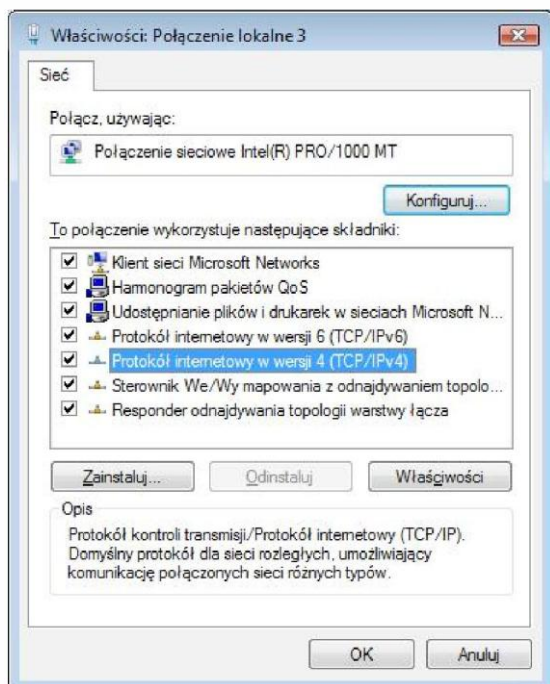 Właściwości: Połączenie lokalne 3
Sieć
Połącz, używając:
Połączenie sieciowe Intel(R) PRO/1000 MT
Konfiguruj...
To połączenie wykorzystuje następujące składniki:
Klient sieci Microsoft Networks
Harmonogram pakietów QoS
Udostępnianie plików i drukarek w sieciach Microsoft N...
Protokół internetowy w wersji 6 (TCP/IPv6)
Protokół internetowy w wersji 4 (TCP/IPv4)
Sterownik We/Wy mapowania z odnajdywaniem topolo...
Responder odnajdywania topologii warstwy łącza
Zainstaluj... Odinstaluj Właściwości
Opis
Protokół kontroli transmisji/Protokół internetowy (TCP/IP).
Domyślny protokół dla sieci rozległych, umożliwiający
komunikację połączonych sieci różnych typów.
OK Anuluj